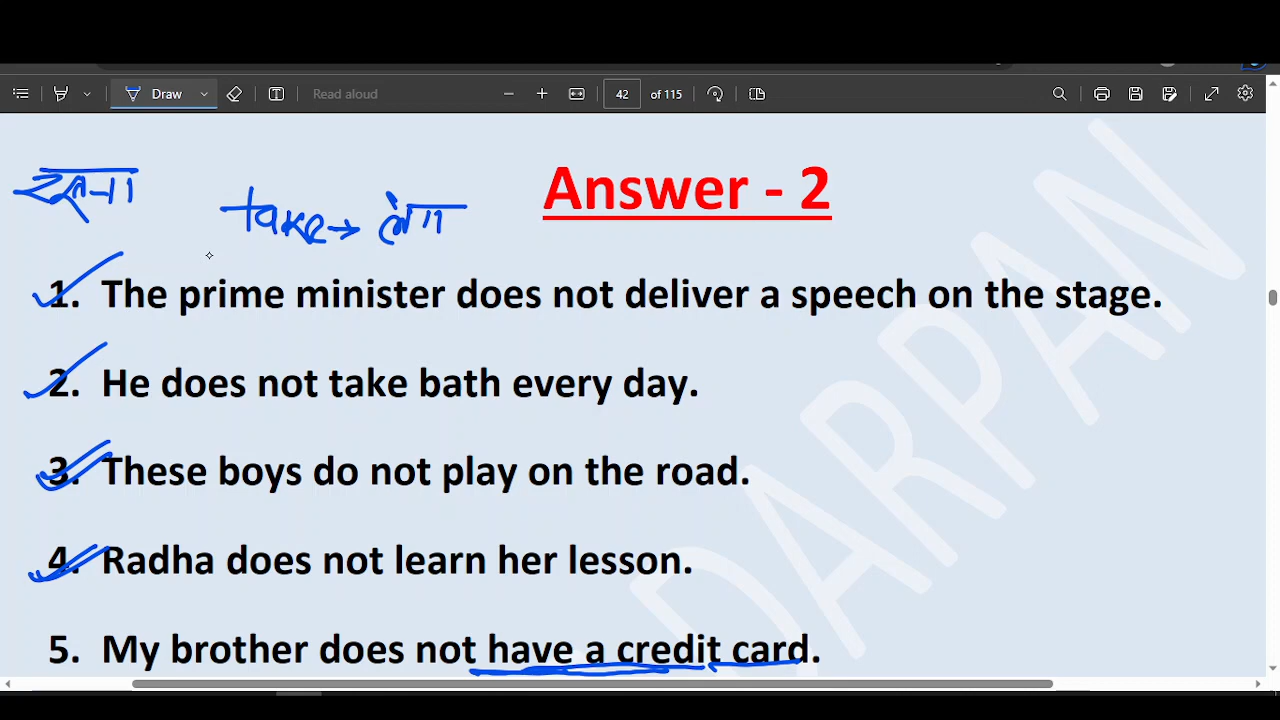 Draw
Read aloud
42 of 115
Answer - 2
take → लेना
1. The prime minister does not deliver a speech on the stage.
2. He does not take bath every day.
3. These boys do not play on the road.
4. Radha does not learn her lesson.
5. My brother does not have a credit card.
DARPAN